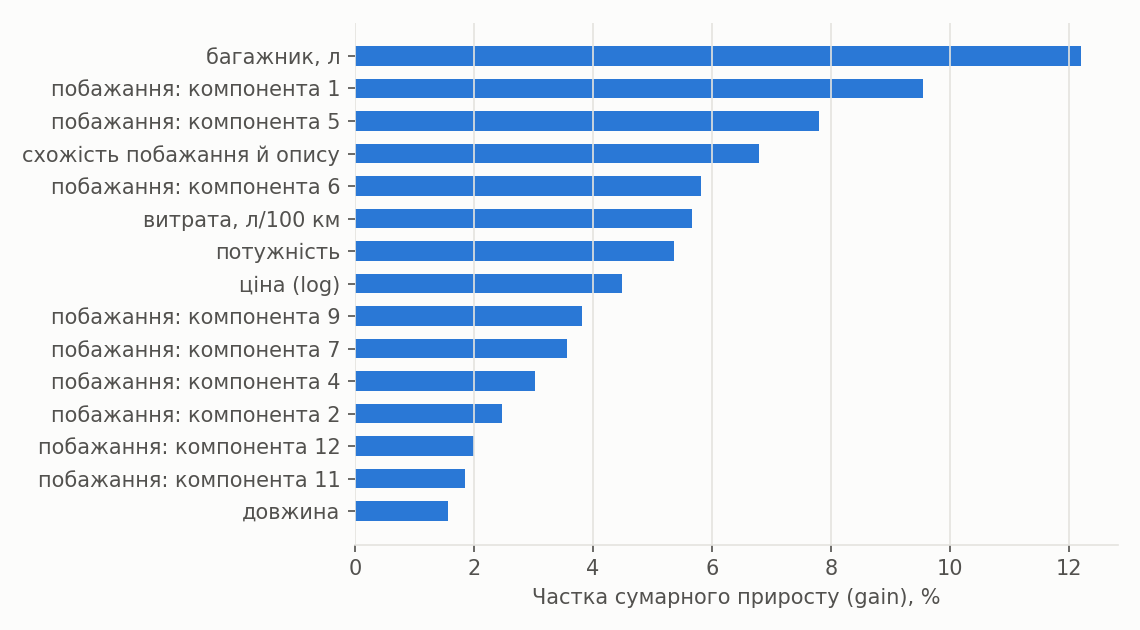 багажник, л
побажання: компонента 1
побажання: компонента 5
схожість побажання й опису
побажання: компонента 6
витрата, л/100 км
потужність
ціна (log)
побажання: компонента 9
побажання: компонента 7
побажання: компонента 4
побажання: компонента 2
побажання: компонента 12
побажання: компонента 11
довжина
0 2 4 6 8 10 12
Частка сумарного приросту (gain), %